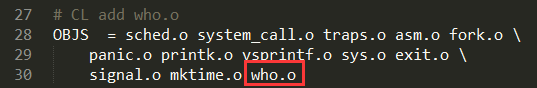 27 # CL add who.o
28 OBJS = sched.o system_call.o traps.o asm.o fork.o \
29 panic.o printk.o vsprintf.o sys.o exit.o \
30 signal.o mktime.o who.o